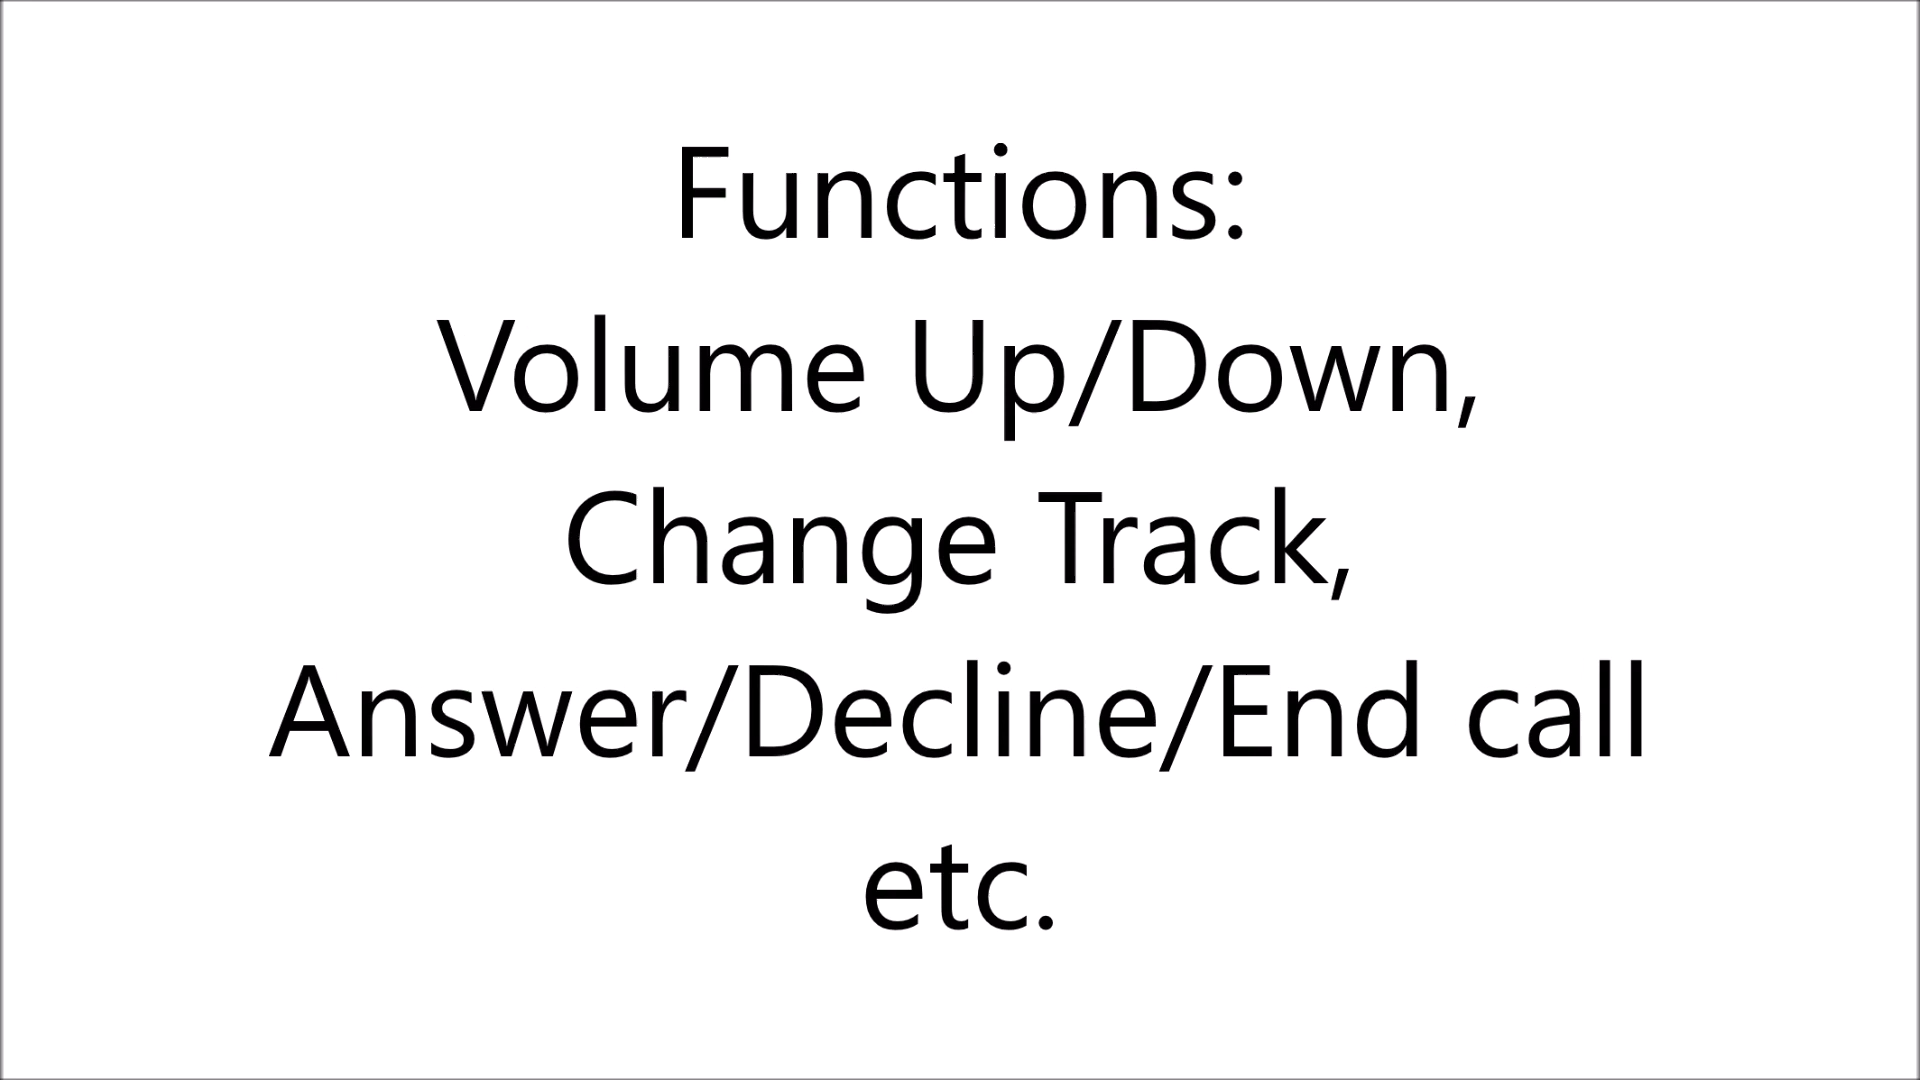 Functions:
Volume Up/Down,
Change Track,
Answer/Decline/End call
etc.